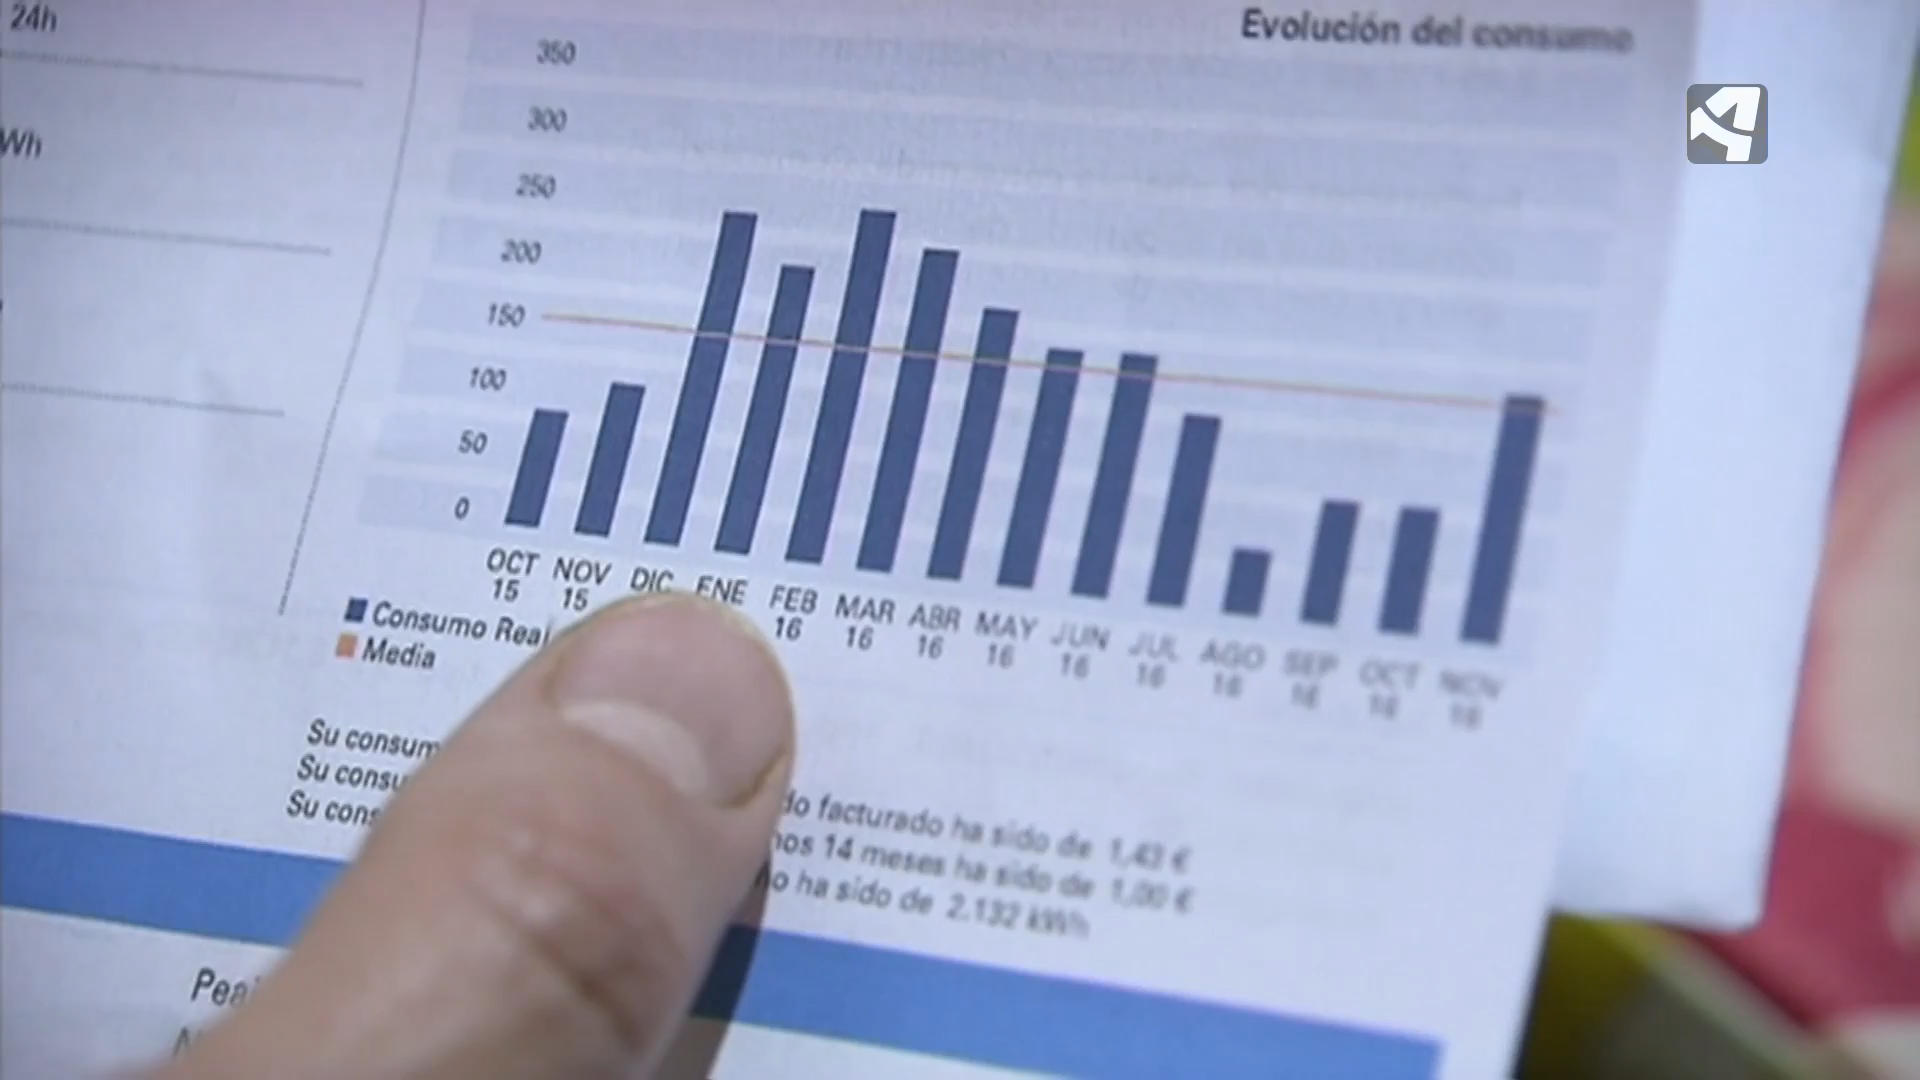 24h
Evolución del consumo
350
300
Wh
250
200
150
100
50
0
OCT NOV DIC ENE FEB MAR ABR MAY JUN JUL AGO SEP OCT NOV
15 15 16 16 16 16 16 16 16 16 16 16
Consumo Real
Media
Su consum
do facturado ha sido de 1,43 €
Su consu
nos 14 meses ha sido de 1,00 €
Su cons
no ha sido de 2.132 kWh
Pea